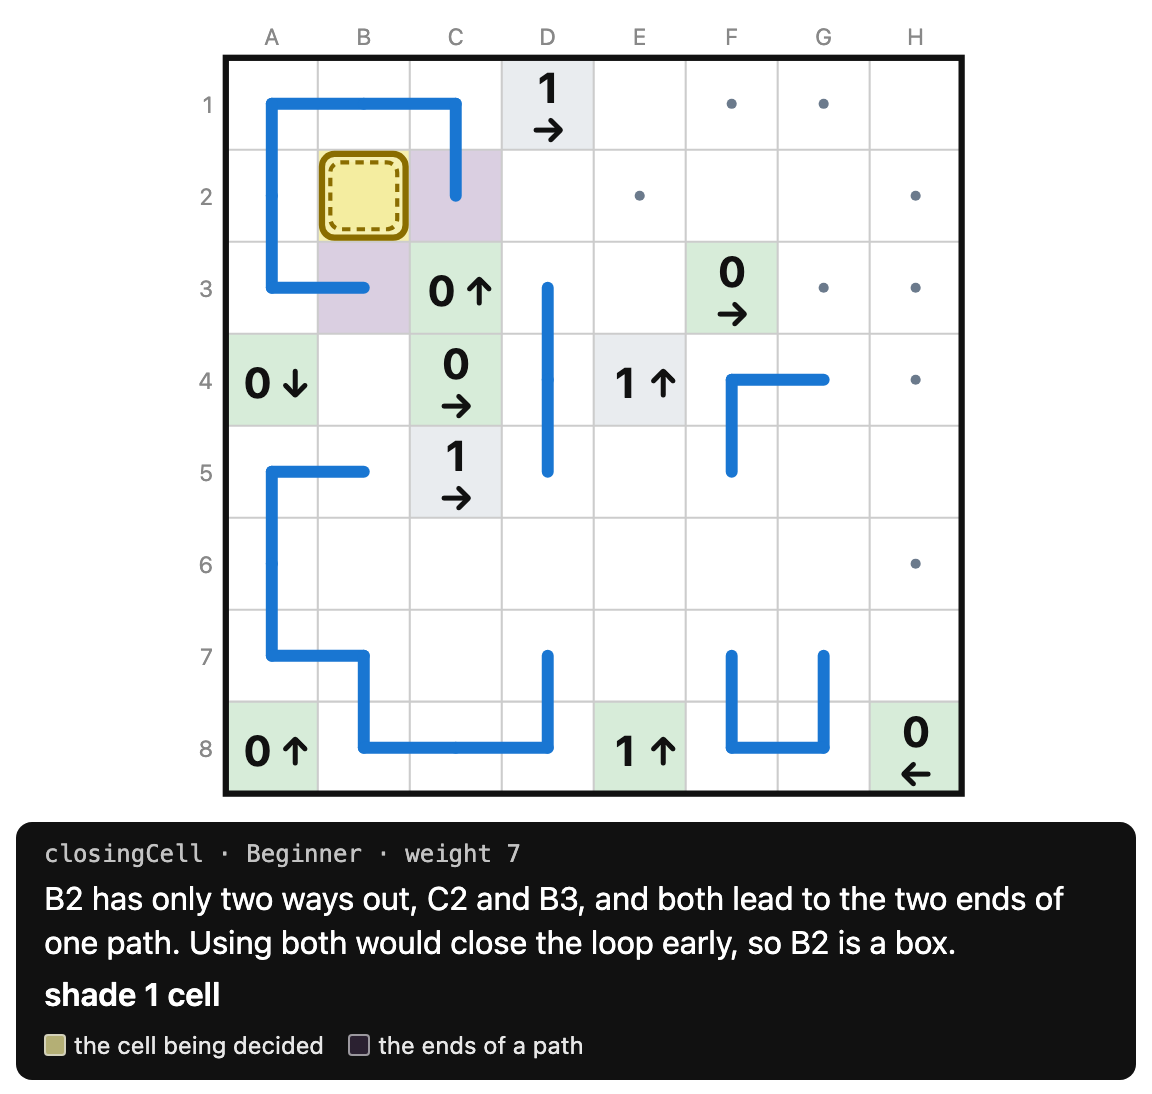 A B C D E F G H
1 1 →
2
3 0 ↑ 0 →
4 0 ↓ 0 → 1 ↑
5 1 →
6
7
8 0 ↑ 1 ↑ 0 ←
closingCell · Beginner · weight 7
B2 has only two ways out, C2 and B3, and both lead to the two ends of
one path. Using both would close the loop early, so B2 is a box.
shade 1 cell
the cell being decided the ends of a path